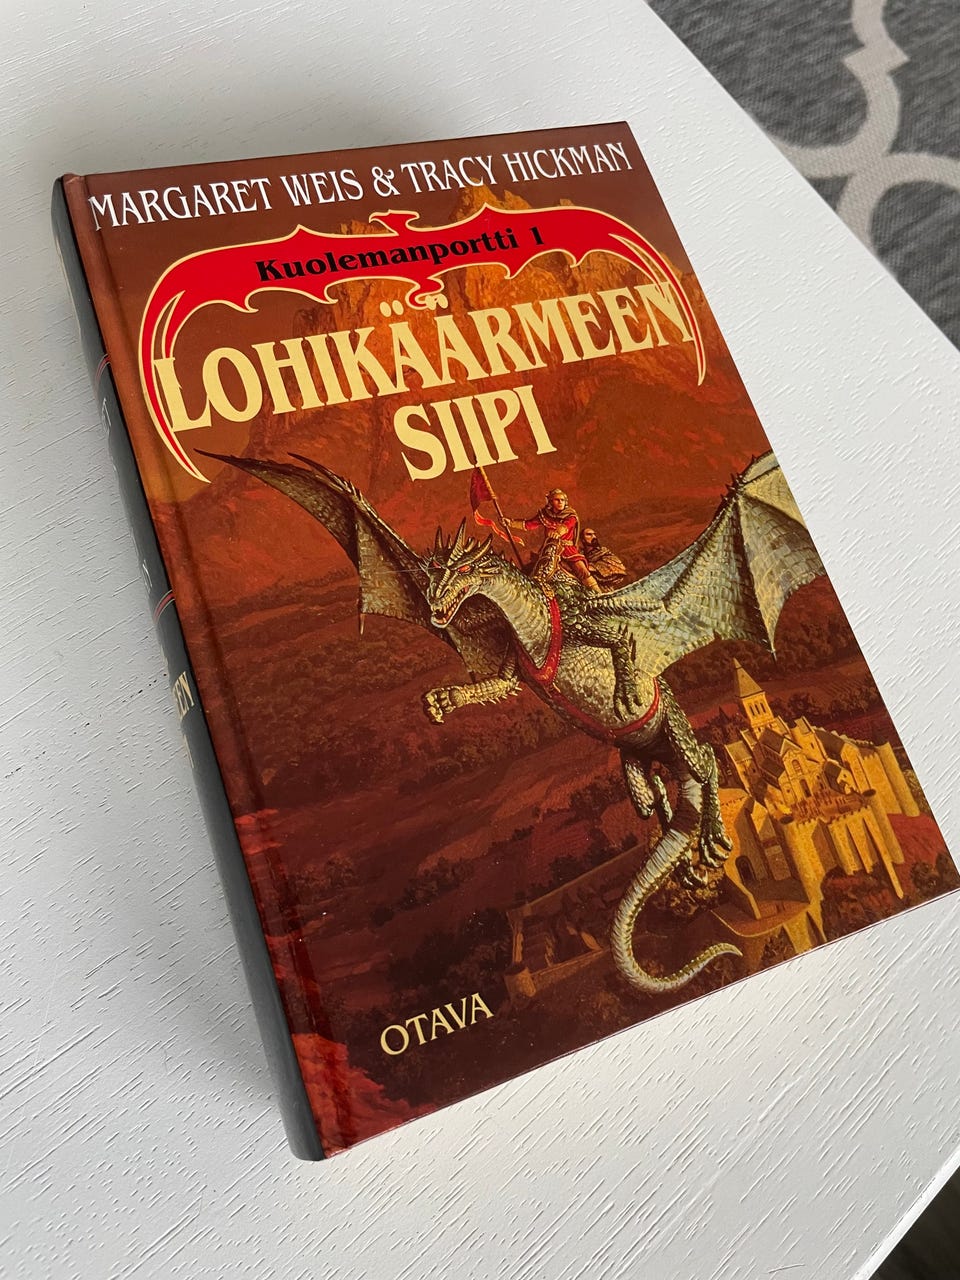 MARGARET WEIS & TRACY HICKMAN
Kuolemanportti 1
LOHIKÄÄRMEEN
SIIPI
OTAVA